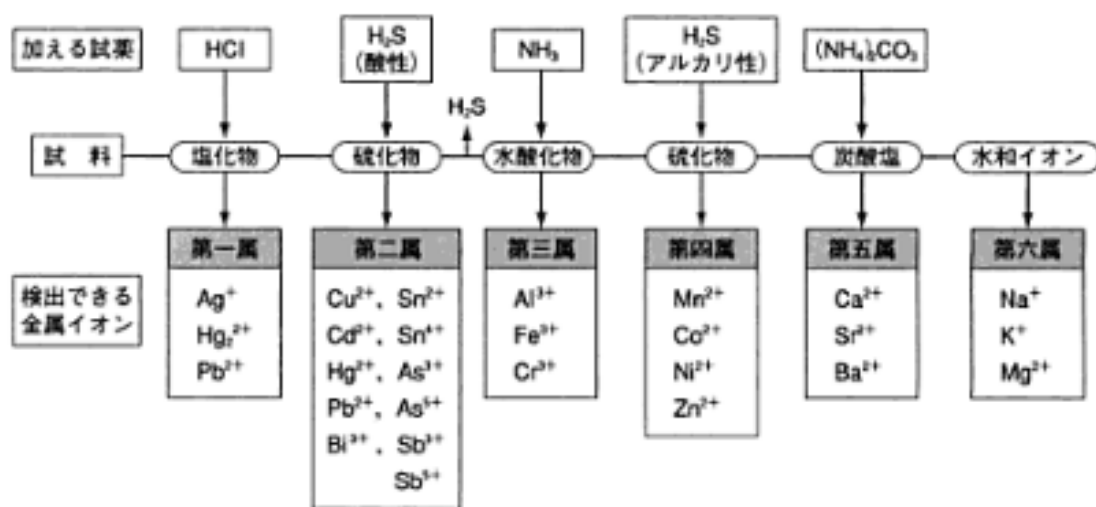 加える試薬
HCl
H₂S
(酸性)
NH₃
H₂S
(アルカリ性)
(NH₄)₂CO₃
H₂S
試 料
塩化物
硫化物
水酸化物
硫化物
炭酸塩
水和イオン
検出できる
金属イオン
第一属
Ag⁺
Hg₂²⁺
Pb²⁺
第二属
Cu²⁺, Sn²⁺
Cd²⁺, Sn⁴⁺
Hg²⁺, As³⁺
Pb²⁺, As⁵⁺
Bi³⁺, Sb³⁺
Sb⁵⁺
第三属
Al³⁺
Fe³⁺
Cr³⁺
第四属
Mn²⁺
Co²⁺
Ni²⁺
Zn²⁺
第五属
Ca²⁺
Sr²⁺
Ba²⁺
第六属
Na⁺
K⁺
Mg²⁺